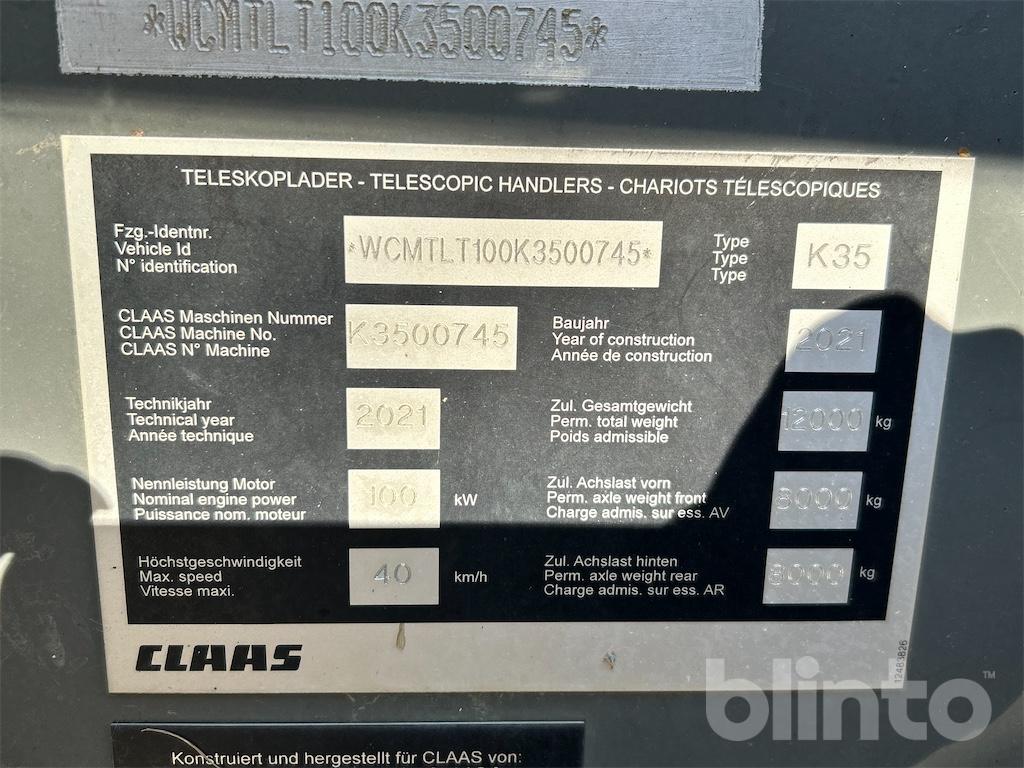 *WCMTLT100K3500745*
TELESKOPLADER - TELESCOPIC HANDLERS - CHARIOTS TÉLESCOPIQUES
Fzg.-Identnr.
Vehicle Id
N° identification
*WCMTLT100K3500745*
Type
Type
Type
K35
CLAAS Maschinen Nummer
CLAAS Machine No.
CLAAS N° Machine
K3500745
Baujahr
Year of construction
Année de construction
2021
Technikjahr
Technical year
Année technique
2021
Zul. Gesamtgewicht
Perm. total weight
Poids admissible
12000 kg
Nennleistung Motor
Nominal engine power
Puissance nom. moteur
100 kW
Zul. Achslast vorn
Perm. axle weight front
Charge admis. sur ess. AV
8000 kg
Höchstgeschwindigkeit
Max. speed
Vitesse maxi.
40 km/h
Zul. Achslast hinten
Perm. axle weight rear
Charge admis. sur ess. AR
8000 kg
CLAAS
blinto™
Konstruiert und hergestellt für CLAAS von: